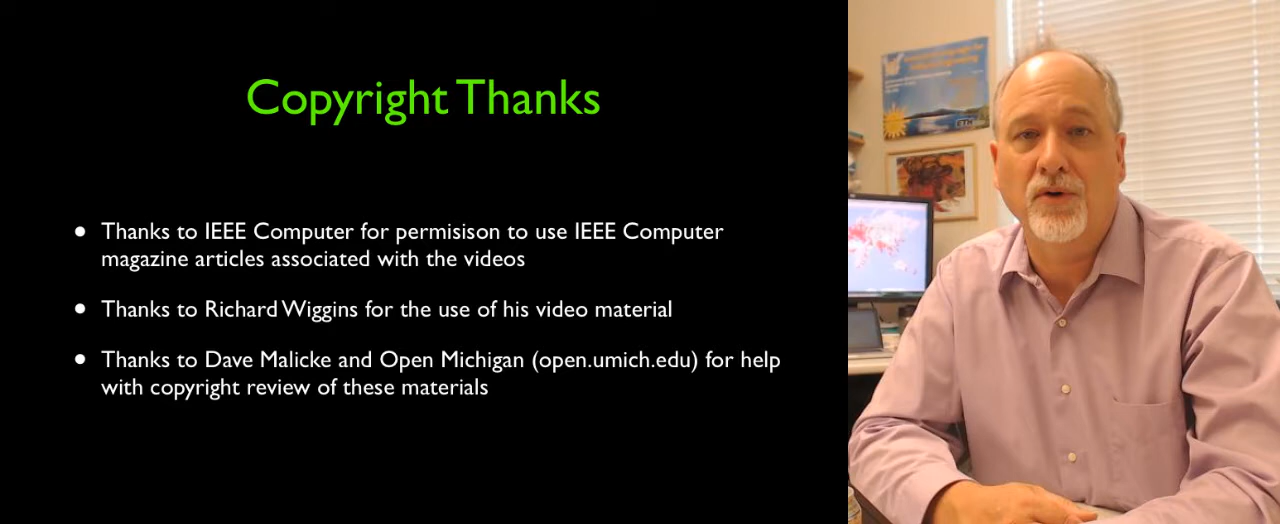 Copyright Thanks
• Thanks to IEEE Computer for permisison to use IEEE Computer
magazine articles associated with the videos
• Thanks to Richard Wiggins for the use of his video material
• Thanks to Dave Malicke and Open Michigan (open.umich.edu) for help
with copyright review of these materials